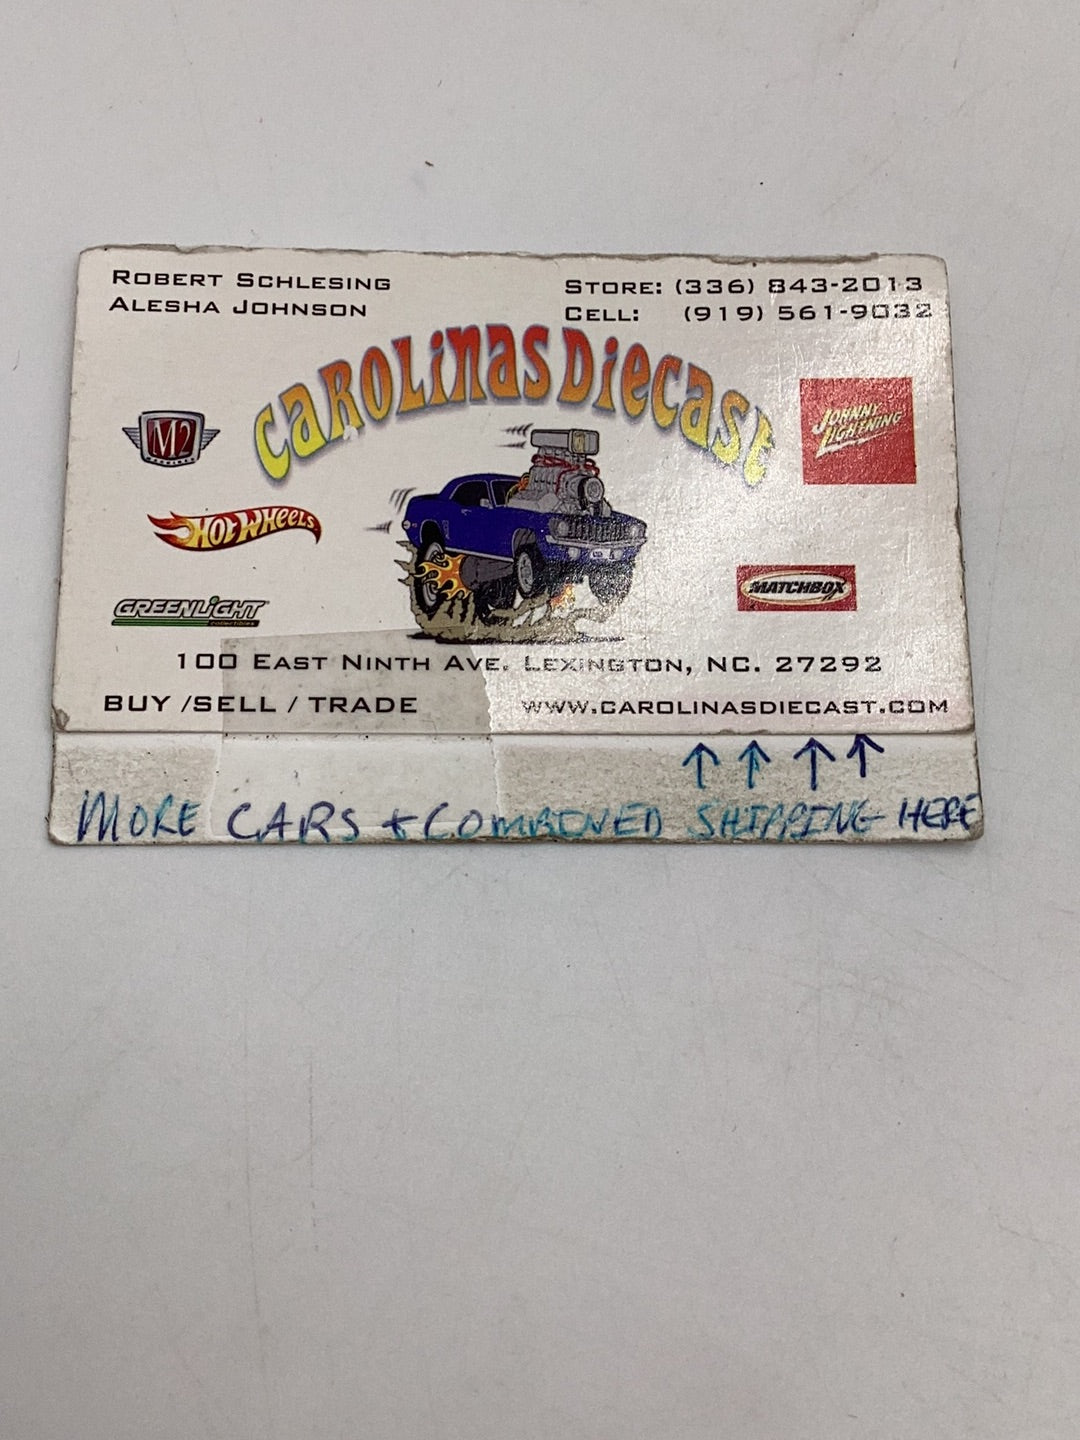 ROBERT SCHLESING
ALESHA JOHNSON
STORE: (336) 843-2013
CELL: (919) 561-9032
CAROLINAS DIECAST
M2
MACHINES
JOHNNY LIGHTNING
HOT WHEELS
MATCHBOX
GREENLIGHT
collectibles
100 EAST NINTH AVE. LEXINGTON, NC. 27292
BUY /SELL / TRADE
WWW.CAROLINASDIECAST.COM
↑ ↑ ↑ ↑
MORE CARS + COMBINED SHIPPING HERE